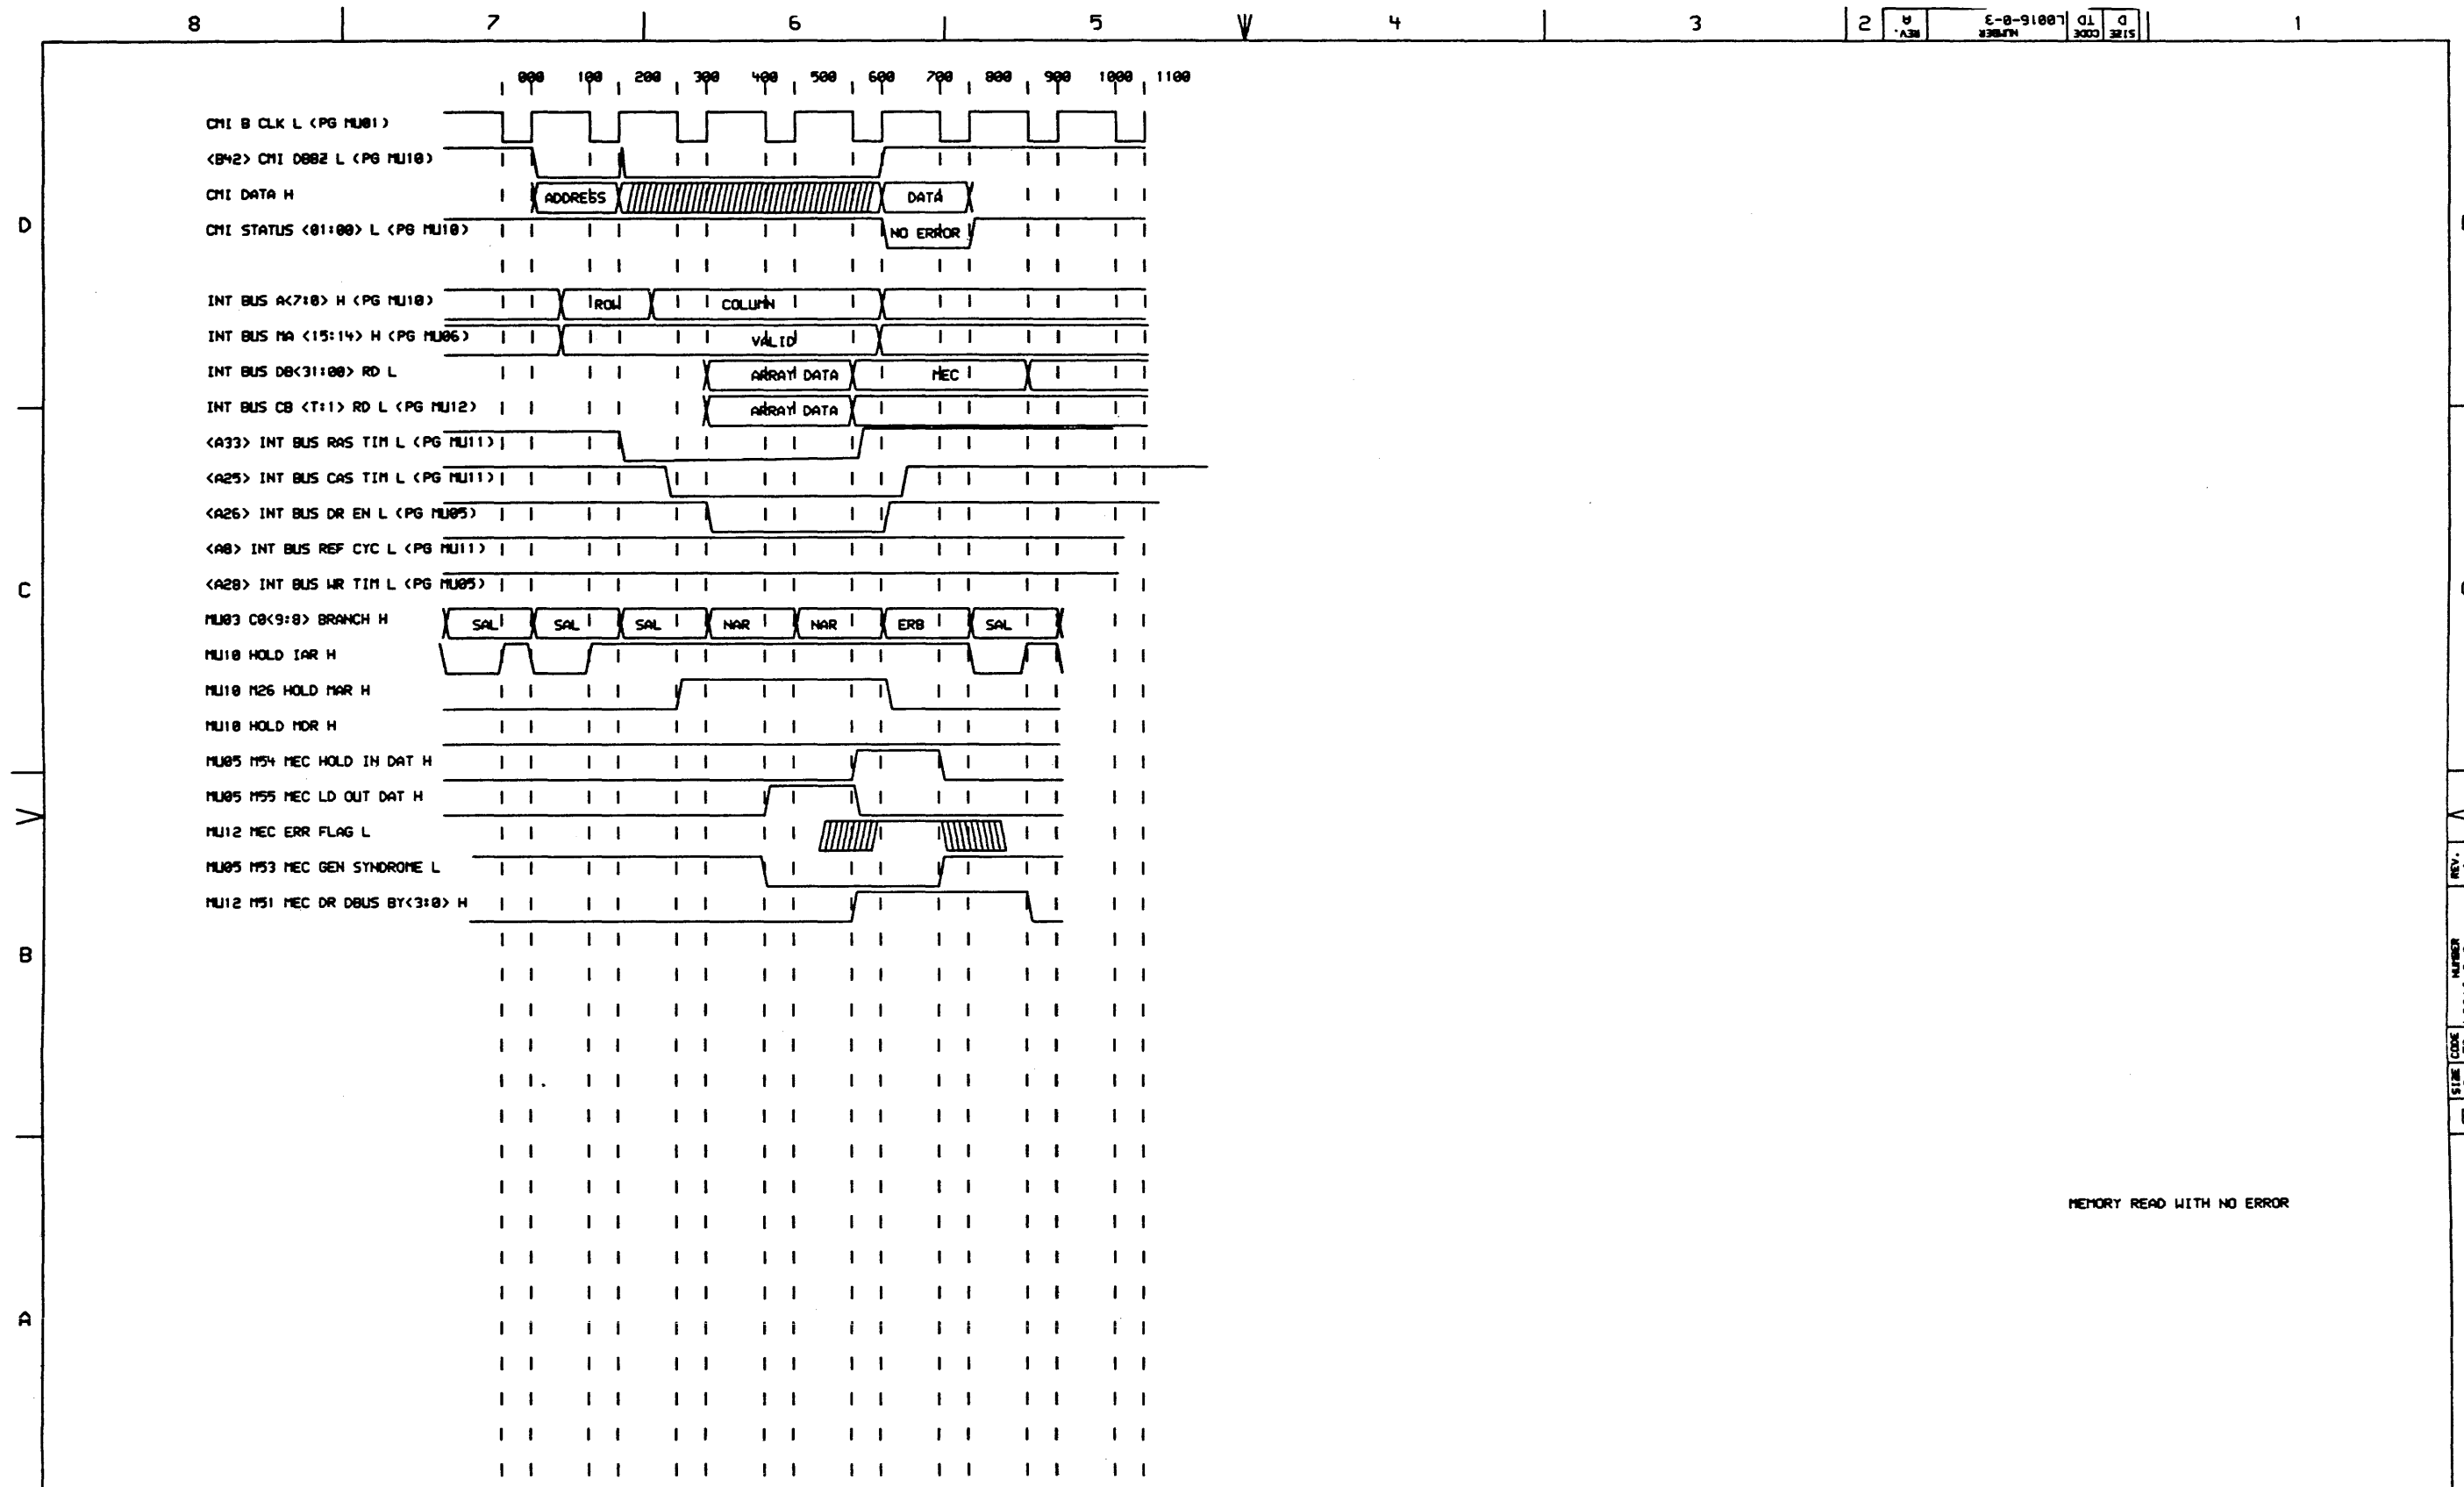 8 7 6 5 4 3 2 1
REV. A
NUMBER L0016-0-3
CODE TD
SIZE D
000 100 200 300 400 500 600 700 800 900 1000 1100
CMI B CLK L (PG MU01)
<B42> CMI DBBZ L (PG MU10)
CMI DATA H ADDRESS DATA
D
CMI STATUS <01:00> L (PG MU10) NO ERROR
INT BUS A<7:0> H (PG MU10) ROW COLUMN
INT BUS MA <15:14> H (PG MU06) VALID
INT BUS DB<31:00> RD L ARRAY DATA MEC
INT BUS CB <T:1> RD L (PG MU12) ARRAY DATA
<A33> INT BUS RAS TIM L (PG MU11)
<A25> INT BUS CAS TIM L (PG MU11)
<A26> INT BUS DR EN L (PG MU05)
<A8> INT BUS REF CYC L (PG MU11)
<A28> INT BUS WR TIM L (PG MU05)
C
MU03 C0<9:8> BRANCH H SAL SAL SAL NAR NAR ERB SAL
MU10 HOLD IAR H
MU10 M26 HOLD MAR H
MU10 HOLD MDR H
MU05 M54 MEC HOLD IN DAT H
MU05 M55 MEC LD OUT DAT H
MU12 MEC ERR FLAG L
MU05 M53 MEC GEN SYNDROME L
MU12 M51 MEC DR DBUS BY<3:0> H
B
REV.
NUMBER
CODE
SIZE
MEMORY READ WITH NO ERROR
A